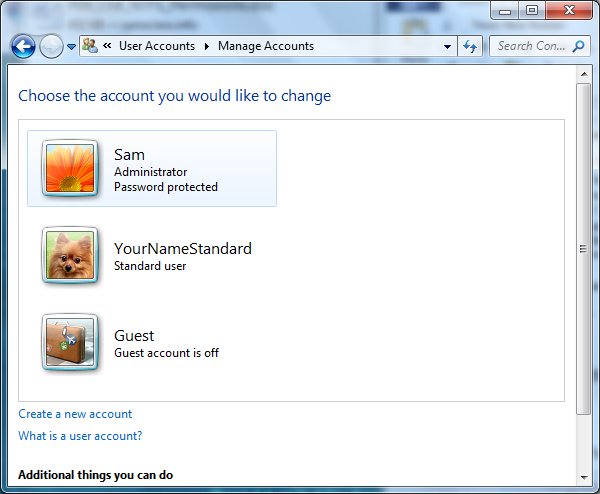 User Accounts Manage Accounts Search Con...
Choose the account you would like to change
Sam
Administrator
Password protected
YourNameStandard
Standard user
Guest
Guest account is off
Create a new account
What is a user account?
Additional things you can do